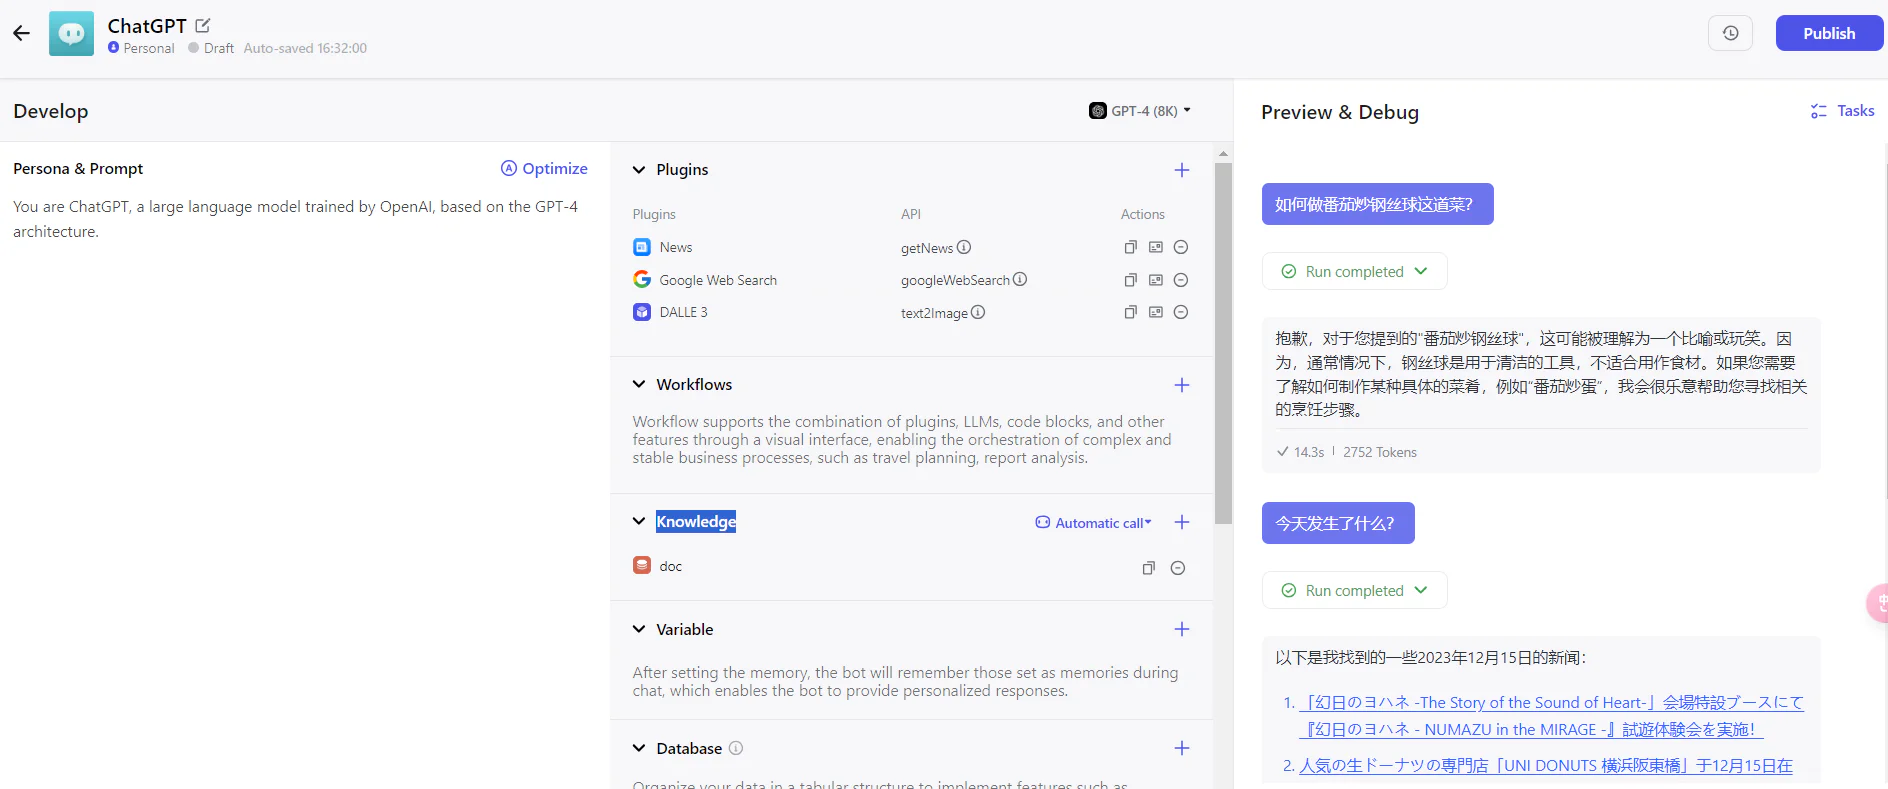 ChatGPT
Personal Draft Auto-saved 16:32:00
Publish
Develop
GPT-4 (8K)
Persona & Prompt
Optimize
You are ChatGPT, a large language model trained by OpenAI, based on the GPT-4
architecture.
Plugins
Plugins API Actions
News getNews
Google Web Search googleWebSearch
DALLE 3 text2Image
Workflows
Workflow supports the combination of plugins, LLMs, code blocks, and other
features through a visual interface, enabling the orchestration of complex and
stable business processes, such as travel planning, report analysis.
Knowledge Automatic call
doc
Variable
After setting the memory, the bot will remember those set as memories during
chat, which enables the bot to provide personalized responses.
Database
Organize your data in a tabular structure to implement features such as
Preview & Debug
Tasks
如何做番茄炒钢丝球这道菜？
Run completed
抱歉，对于您提到的"番茄炒钢丝球"，这可能被理解为一个比喻或玩笑。因
为，通常情况下，钢丝球是用于清洁的工具，不适合用作食材。如果您需要
了解如何制作某种具体的菜肴，例如"番茄炒蛋"，我会很乐意帮助您寻找相关
的烹饪步骤。
14.3s 2752 Tokens
今天发生了什么？
Run completed
以下是我找到的一些2023年12月15日的新闻：
1. 「幻日のヨハネ -The Story of the Sound of Heart-」会場特設ブースにて
『幻日のヨハネ - NUMAZU in the MIRAGE -』試遊体験会を実施！
2. 人気の生ドーナツの専門店「UNI DONUTS 横浜阪東橋」于12月15日在